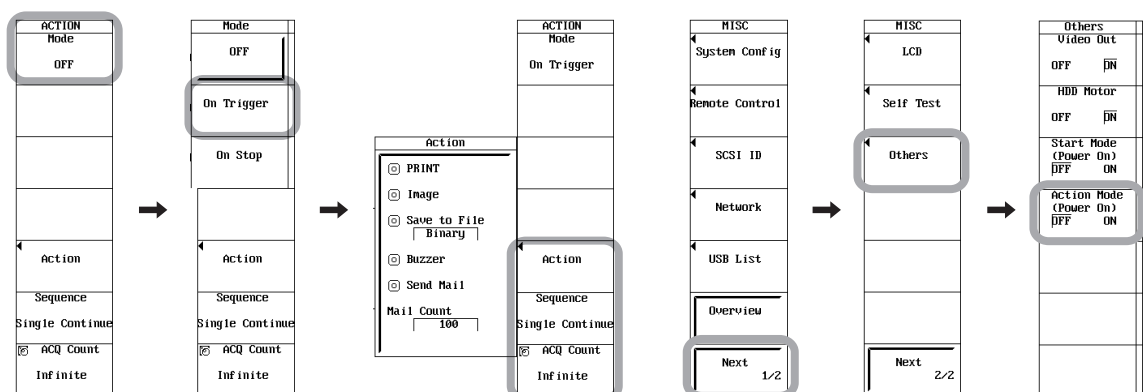 ACTION
Mode
OFF
Action
Sequence
Single Continue
ACQ Count
Infinite
Mode
OFF
On Trigger
On Stop
Action
Sequence
Single Continue
ACQ Count
Infinite
Action
PRINT
Image
Save to File
Binary
Buzzer
Send Mail
Mail Count
100
ACTION
Mode
On Trigger
Action
Sequence
Single Continue
ACQ Count
Infinite
MISC
System Config
Remote Control
SCSI ID
Network
USB List
Overview
Next
1/2
MISC
LCD
Self Test
Others
Next
2/2
Others
Video Out
OFF ON
HDD Motor
OFF ON
Start Mode
(Power On)
OFF ON
Action Mode
(Power On)
OFF ON